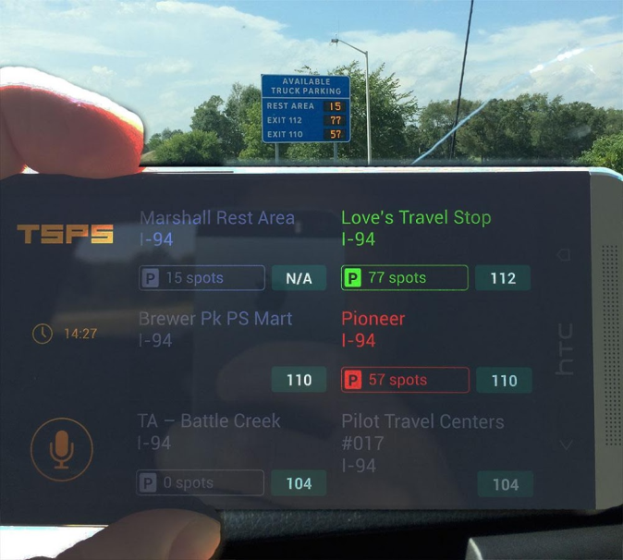 AVAILABLE
TRUCK PARKING
REST AREA 15
EXIT 112 77
EXIT 110 57
TSPS
Marshall Rest Area
I-94
P 15 spots N/A
Love's Travel Stop
I-94
P 77 spots 112
14:27
Brewer Pk PS Mart
I-94
110
Pioneer
I-94
P 57 spots 110
TA – Battle Creek
I-94
P 0 spots 104
Pilot Travel Centers
#017
I-94
104
hTC